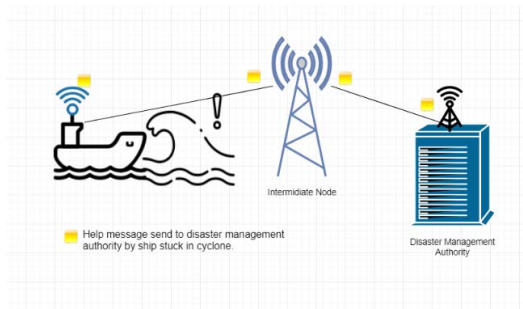 Intermidiate Node
Help message send to disaster management
authority by ship stuck in cyclone.
Disaster Management
Authority